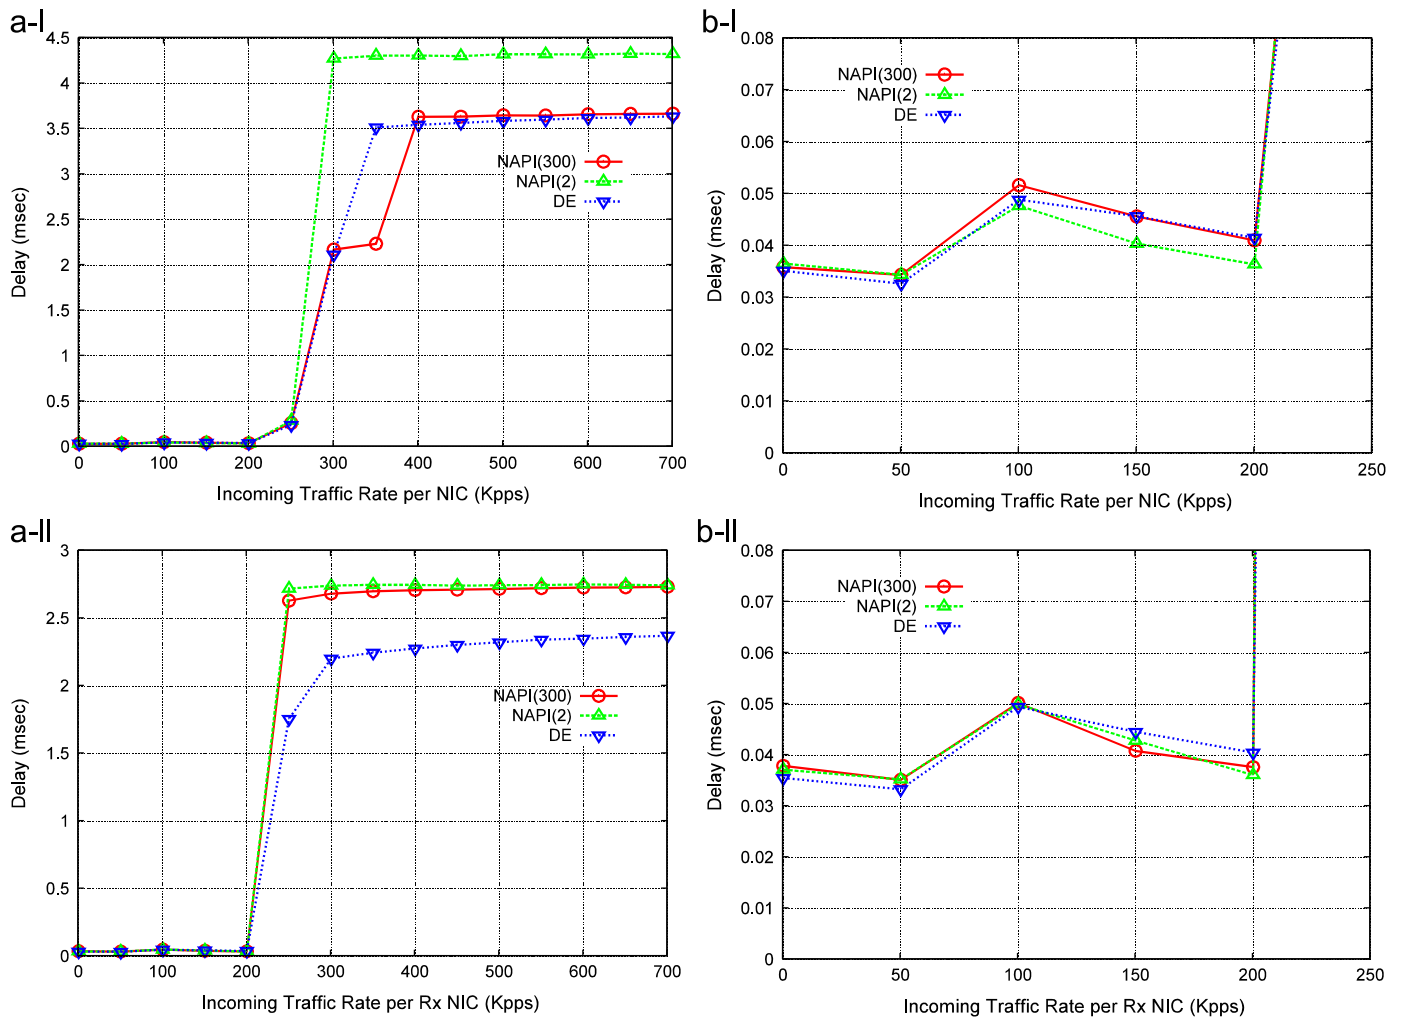 a-I
4.5
4
3.5
3
2.5
2
1.5
1
0.5
0
Delay (msec)
NAPI(300)
NAPI(2)
DE
0 100 200 300 400 500 600 700
Incoming Traffic Rate per NIC (Kpps)
b-I
0.08
0.07
0.06
0.05
0.04
0.03
0.02
0.01
0
Delay (msec)
NAPI(300)
NAPI(2)
DE
0 50 100 150 200 250
Incoming Traffic Rate per NIC (Kpps)
a-II
3
2.5
2
1.5
1
0.5
0
Delay (msec)
NAPI(300)
NAPI(2)
DE
0 100 200 300 400 500 600 700
Incoming Traffic Rate per Rx NIC (Kpps)
b-II
0.08
0.07
0.06
0.05
0.04
0.03
0.02
0.01
0
Delay (msec)
NAPI(300)
NAPI(2)
DE
0 50 100 150 200 250
Incoming Traffic Rate per Rx NIC (Kpps)